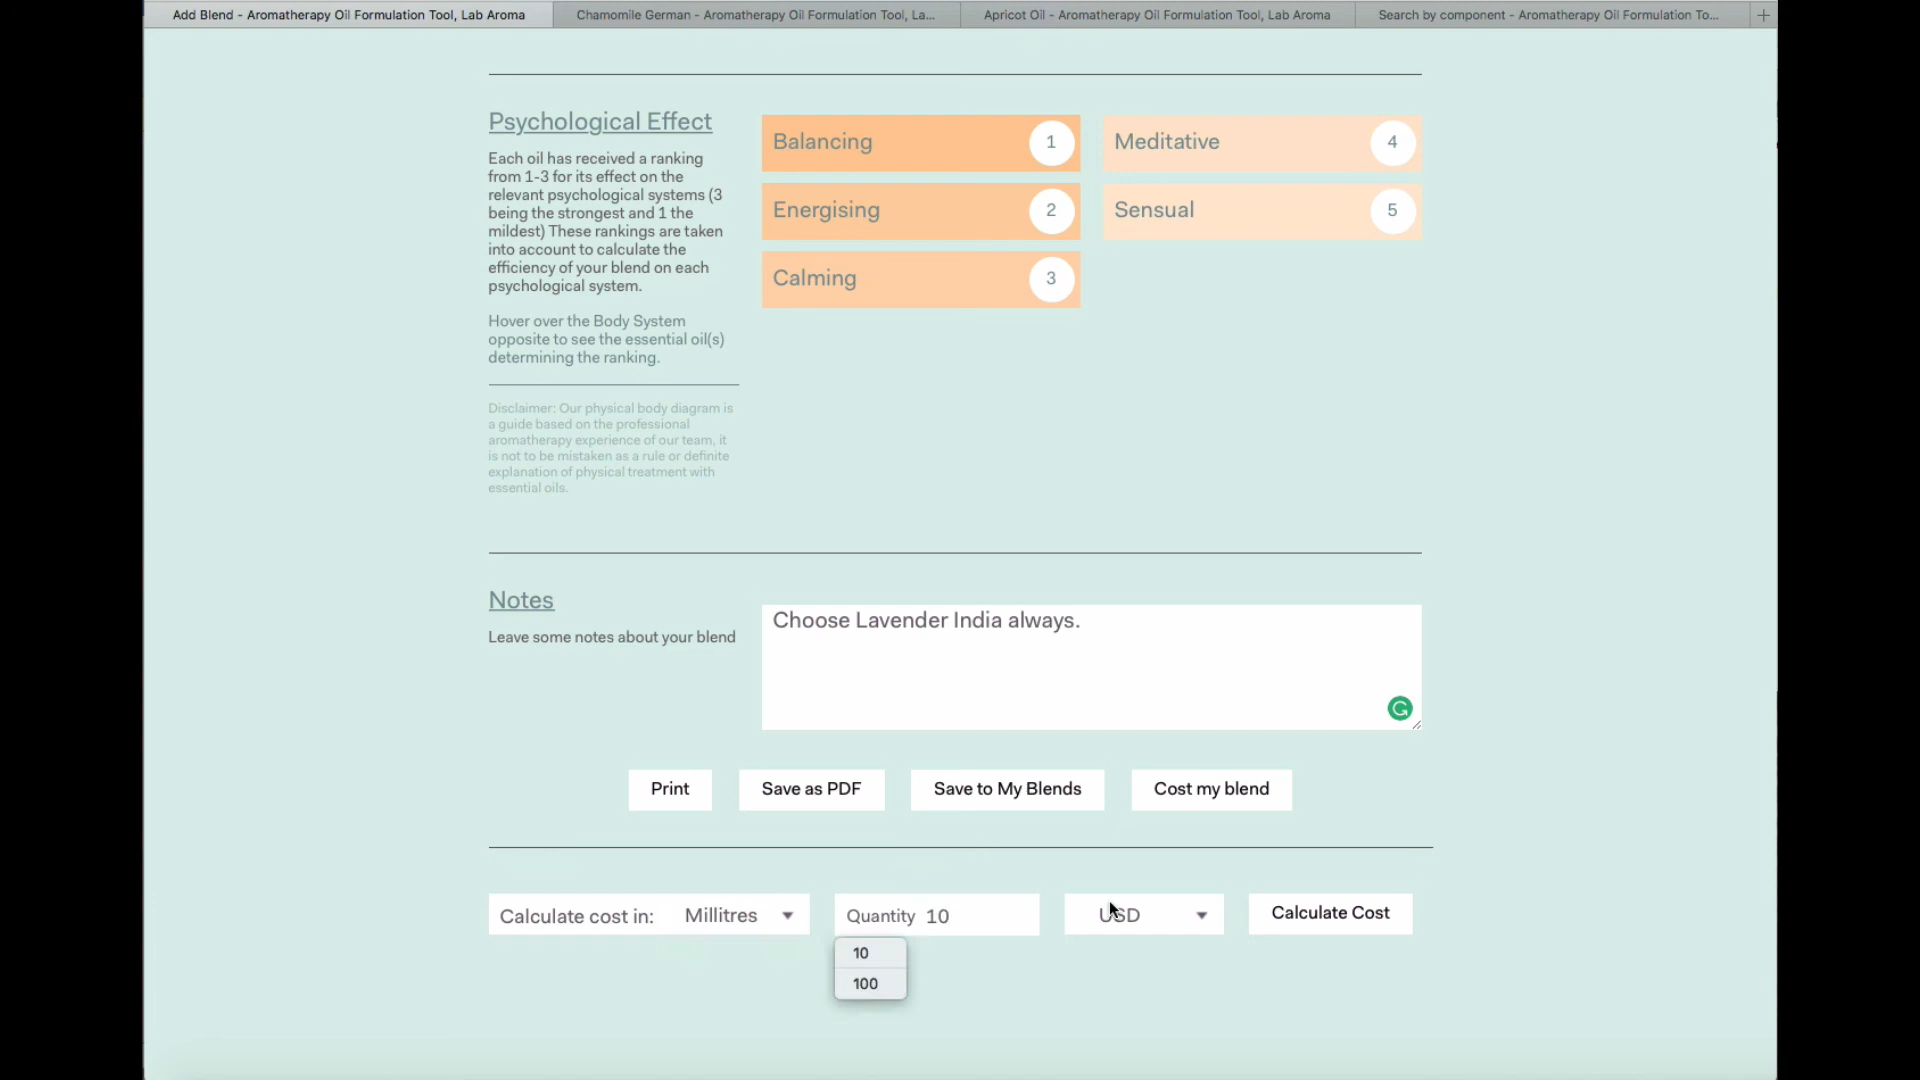 Add Blend - Aromatherapy Oil Formulation Tool, Lab Aroma
Chamomile German - Aromatherapy Oil Formulation Tool, La...
Apricot Oil - Aromatherapy Oil Formulation Tool, Lab Aroma
Search by component - Aromatherapy Oil Formulation To...
Psychological Effect
Each oil has received a ranking
from 1-3 for its effect on the
relevant psychological systems (3
being the strongest and 1 the
mildest) These rankings are taken
into account to calculate the
efficiency of your blend on each
psychological system.
Hover over the Body System
opposite to see the essential oil(s)
determining the ranking.
Disclaimer: Our physical body diagram is
a guide based on the professional
aromatherapy experience of our team, it
is not to be mistaken as a rule or definite
explanation of physical treatment with
essential oils.
Balancing 1
Meditative 4
Energising 2
Sensual 5
Calming 3
Notes
Leave some notes about your blend
Choose Lavender India always.
Print
Save as PDF
Save to My Blends
Cost my blend
Calculate cost in: Millitres
Quantity 10
USD
Calculate Cost
10
100